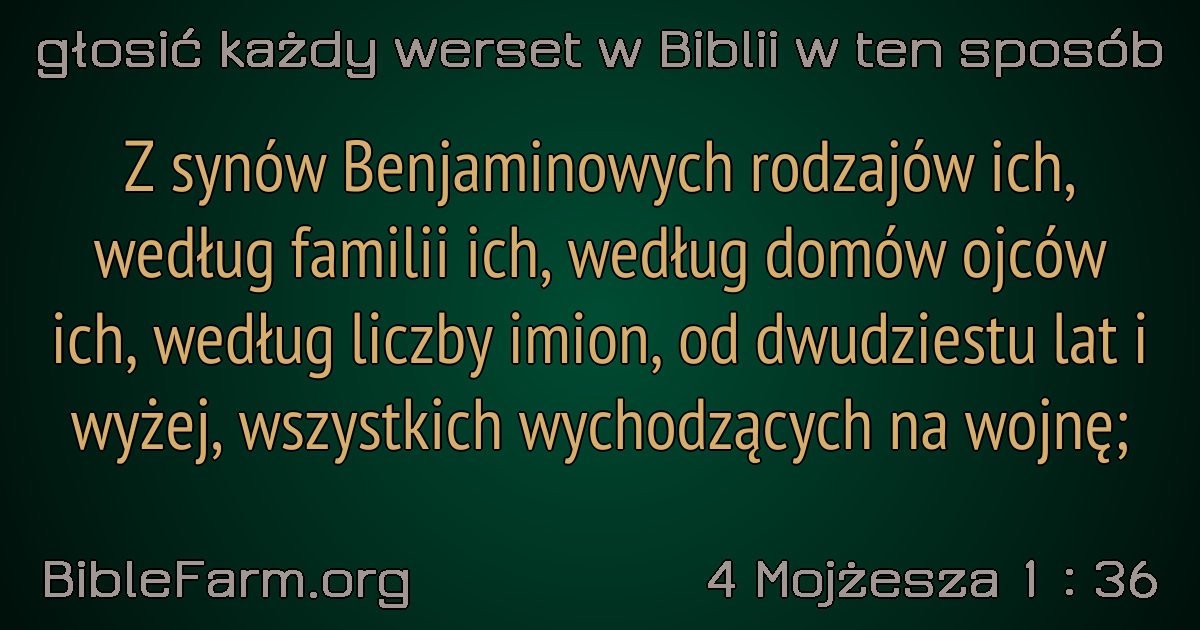 głosić każdy werset w Biblii w ten sposób
Z synów Benjaminowych rodzajów ich,
według familii ich, według domów ojców
ich, według liczby imion, od dwudziestu lat i
wyżej, wszystkich wychodzących na wojnę;
BibleFarm.org
4 Mojżesza 1 : 36